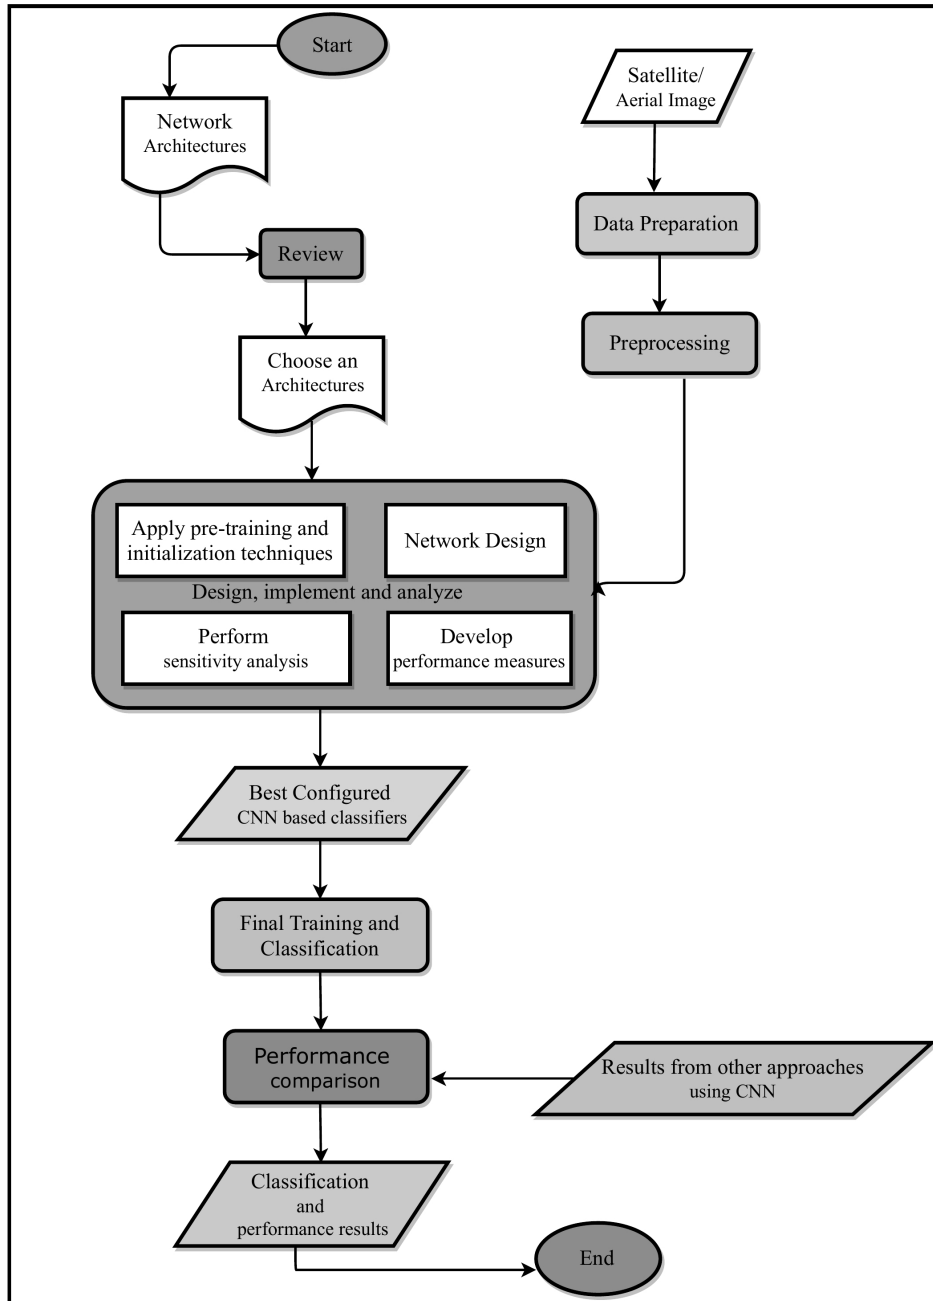 Start
Network
Architectures
Review
Choose an
Architectures
Satellite/
Aerial Image
Data Preparation
Preprocessing
Apply pre-training and
initialization techniques
Network Design
Design, implement and analyze
Perform
sensitivity analysis
Develop
performance measures
Best Configured
CNN based classifiers
Final Training and
Classification
Performance
comparison
Results from other approaches
using CNN
Classification
and
performance results
End